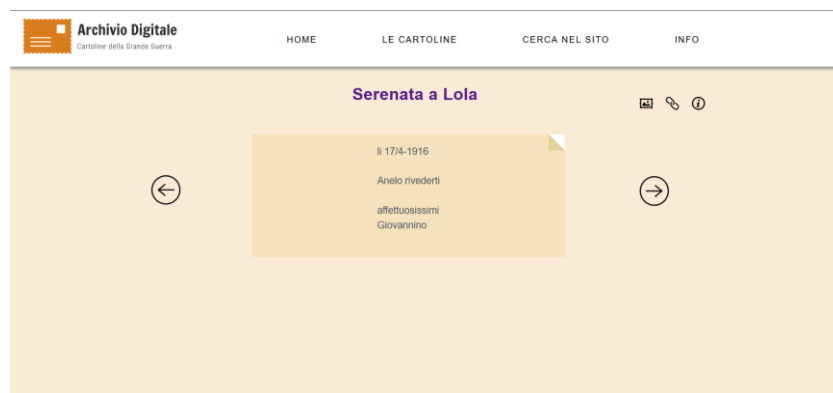 Archivio Digitale
Cartoline della Grande Guerra
HOME LE CARTOLINE CERCA NEL SITO INFO
Serenata a Lola
li 17/4-1916
Anelo rivederti
affettuosissimi
Giovannino